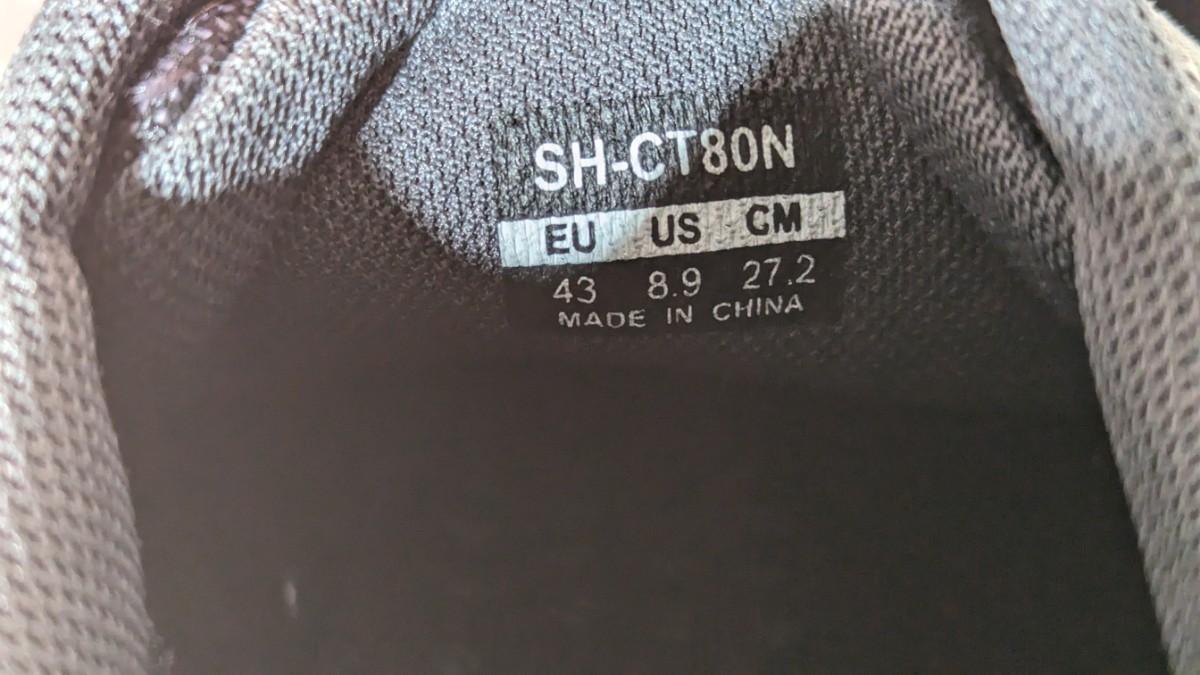 SH-CT80N
EU US CM
43 8.9 27.2
MADE IN CHINA